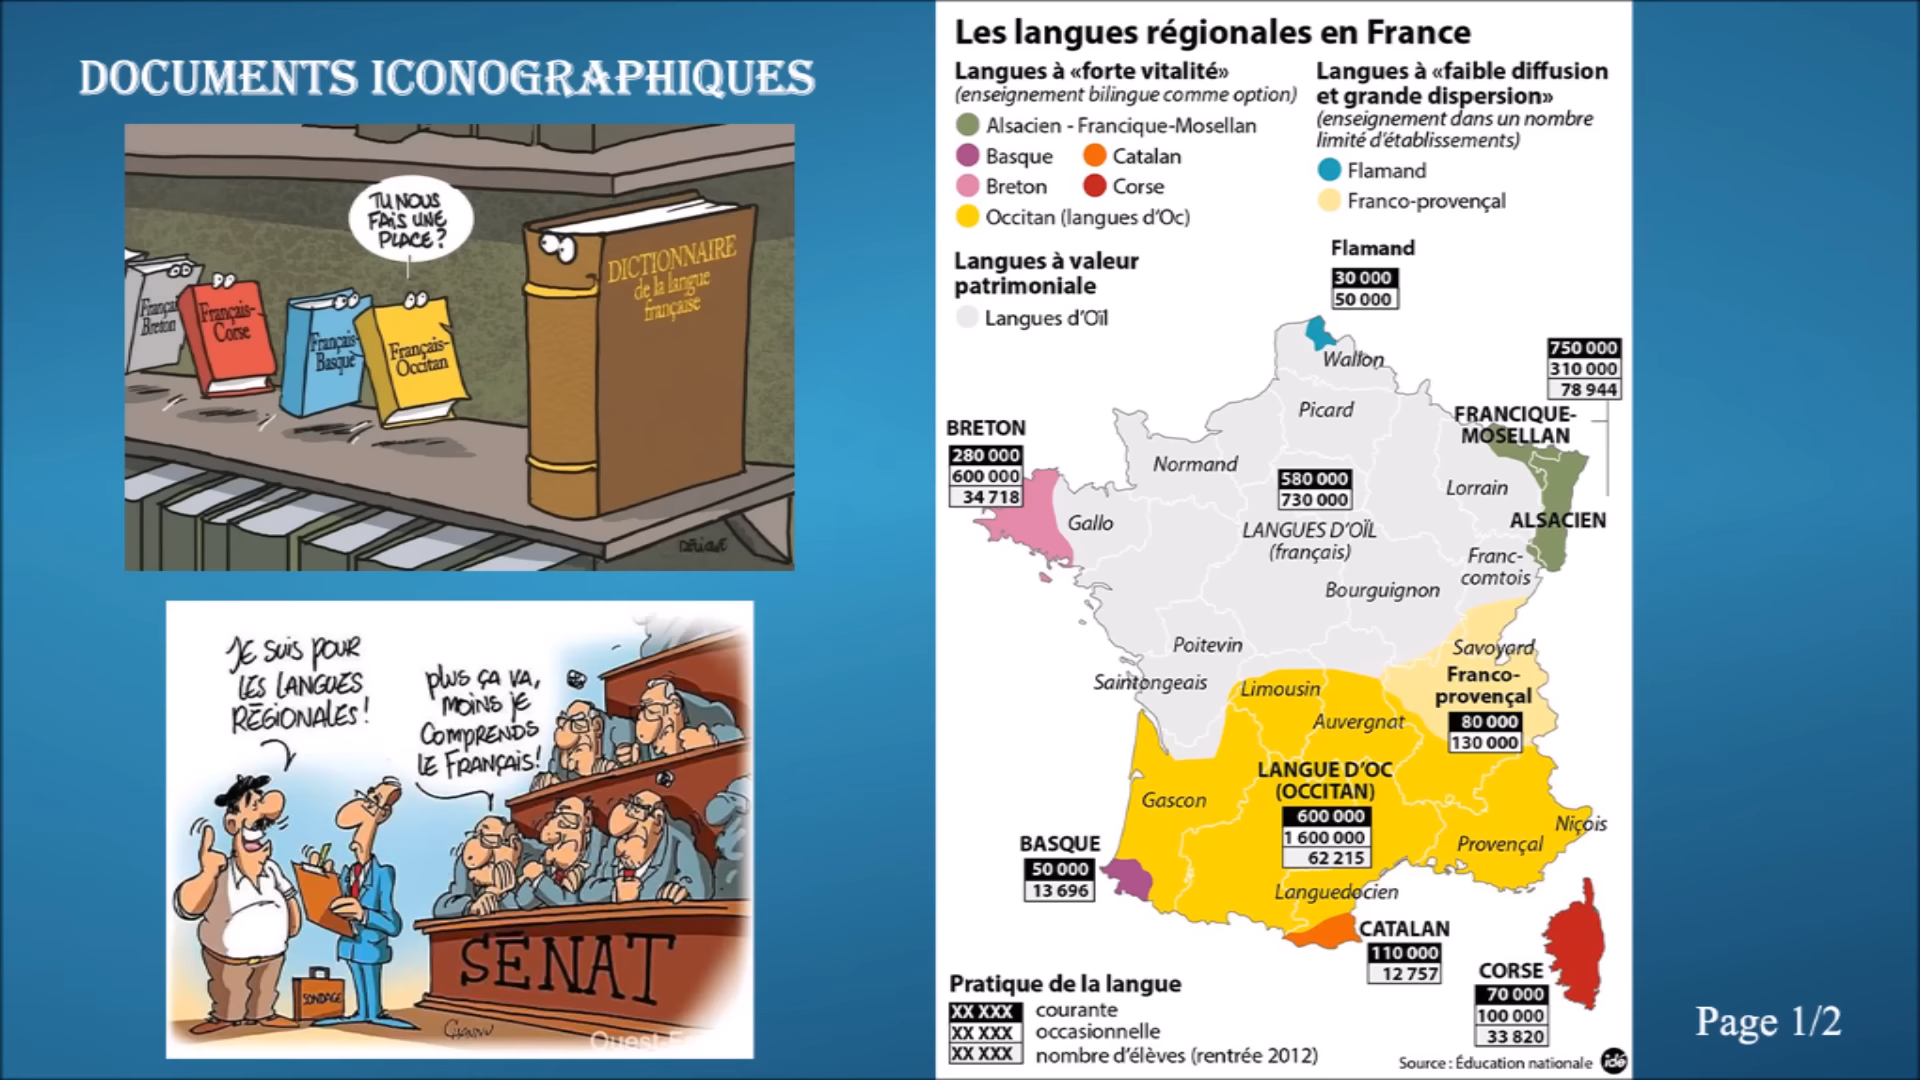 DOCUMENTS ICONOGRAPHIQUES
TU NOUS
FAIS UNE
PLACE?
Français
Breton
Français-
Corse
Français-
Basque
Français-
Occitan
DICTIONNAIRE
de la langue
française
JE SUIS POUR
LES LANGUES
RÉGIONALES!
PLUS ÇA VA,
MOINS JE
COMPRENDS
LE FRANÇAIS!
SONDAGE
SÉNAT
Les langues régionales en France
Langues à «forte vitalité»
(enseignement bilingue comme option)
Alsacien - Francique-Mosellan
Basque
Catalan
Breton
Corse
Occitan (langues d'Oc)
Langues à «faible diffusion
et grande dispersion»
(enseignement dans un nombre
limité d'établissements)
Flamand
Franco-provençal
Langues à valeur
patrimoniale
Langues d'Oïl
Flamand
30 000
50 000
Wallon
Picard
750 000
310 000
78 944
FRANCIQUE-
MOSELLAN
BRETON
280 000
600 000
34 718
Normand
580 000
730 000
Lorrain
Gallo
LANGUES D'OÏL
(français)
ALSACIEN
Franc-
comtois
Bourguignon
Poitevin
Savoyard
Saintongeais
Limousin
Franco-
provençal
80 000
130 000
Auvergnat
LANGUE D'OC
(OCCITAN)
600 000
1 600 000
62 215
Gascon
Niçois
Provençal
BASQUE
50 000
13 696
Languedocien
CATALAN
110 000
12 757
CORSE
70 000
100 000
33 820
Pratique de la langue
XX XXX courante
XX XXX occasionnelle
XX XXX nombre d'élèves (rentrée 2012)
Source : Éducation nationale
idé
Page 1/2